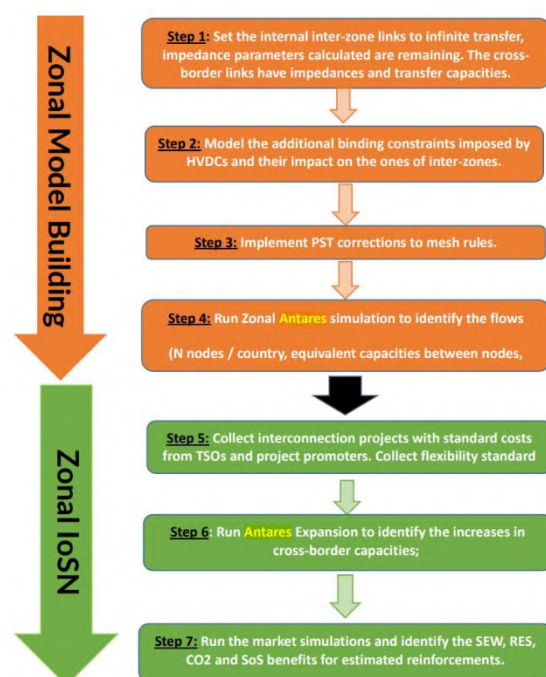 Zonal Model Building
Step 1: Set the internal inter-zone links to infinite transfer,
impedance parameters calculated are remaining. The cross-
border links have impedances and transfer capacities.
Step 2: Model the additional binding constraints imposed by
HVDCs and their impact on the ones of inter-zones.
Step 3: Implement PST corrections to mesh rules.
Step 4: Run Zonal Antares simulation to identify the flows
(N nodes / country, equivalent capacities between nodes,
Zonal IoSN
Step 5: Collect interconnection projects with standard costs
from TSOs and project promoters. Collect flexibility standard
Step 6: Run Antares Expansion to identify the increases in
cross-border capacities;
Step 7: Run the market simulations and identify the SEW, RES,
CO2 and SoS benefits for estimated reinforcements.